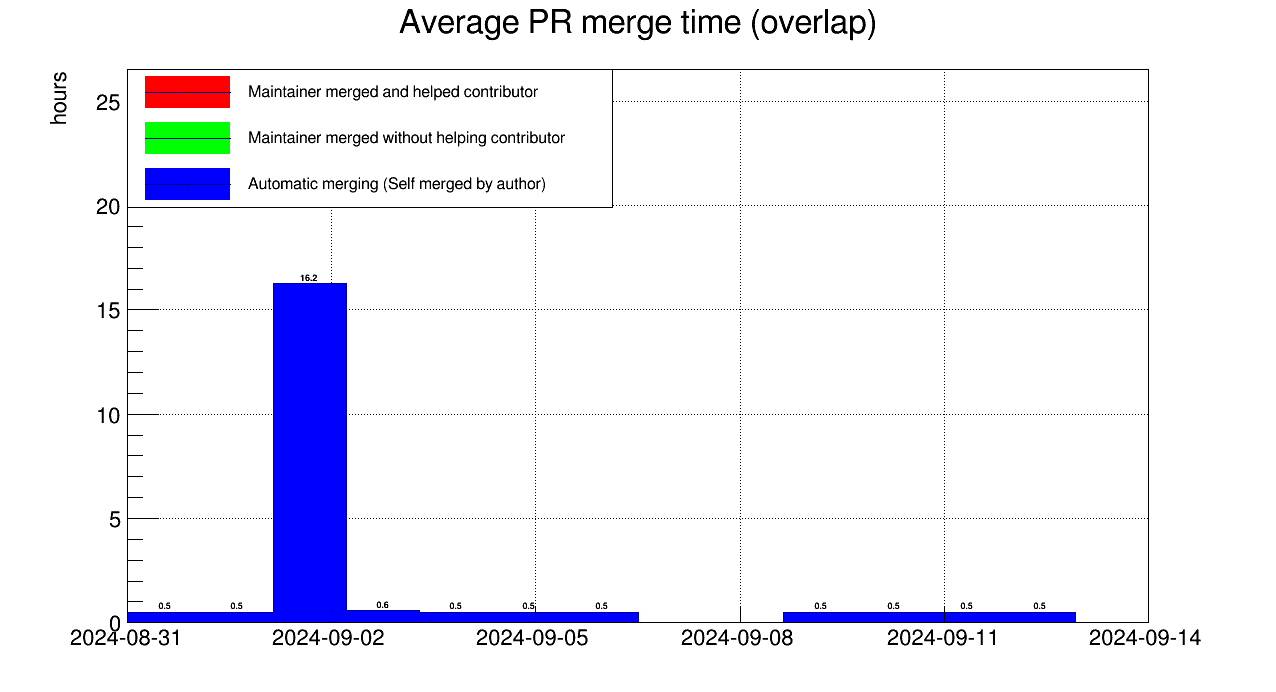 Average PR merge time (overlap)
hours
Maintainer merged and helped contributor
Maintainer merged without helping contributor
Automatic merging (Self merged by author)
25
20
15
10
5
0
16.2
0.5 0.5 0.6 0.5 0.5 0.5 0.5 0.5 0.5 0.5
2024-08-31 2024-09-02 2024-09-05 2024-09-08 2024-09-11 2024-09-14